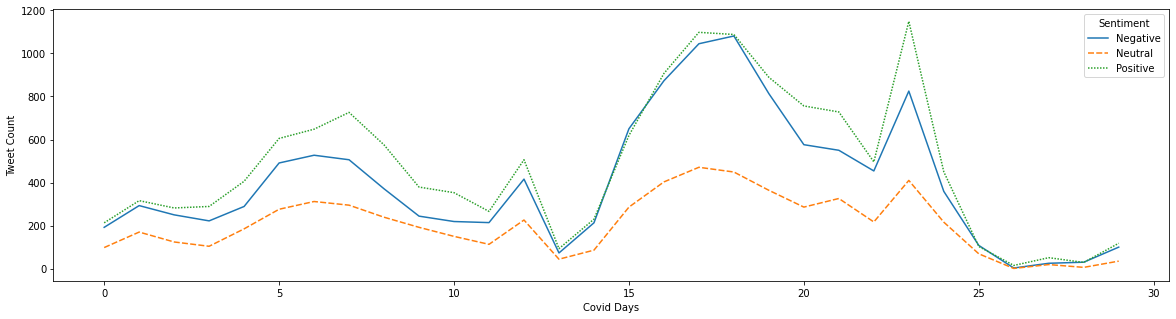 1200
1000
800
600
400
200
0
Tweet Count
0 5 10 15 20 25 30
Covid Days
Sentiment
Negative
Neutral
Positive